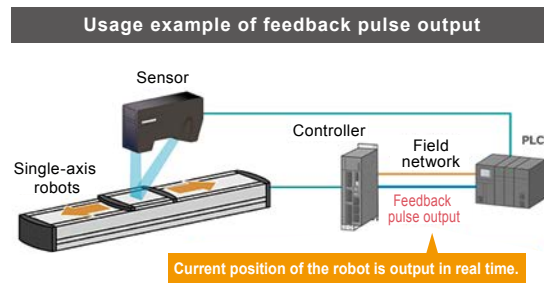 Usage example of feedback pulse output
Sensor
Controller
Field
network
PLC
Single-axis
robots
Feedback
pulse output
Current position of the robot is output in real time.